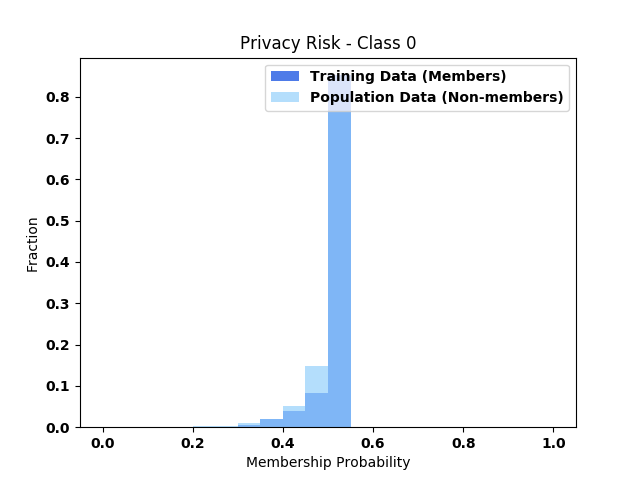 Privacy Risk - Class 0
Training Data (Members)
Population Data (Non-members)
Fraction
0.8
0.7
0.6
0.5
0.4
0.3
0.2
0.1
0.0
0.0 0.2 0.4 0.6 0.8 1.0
Membership Probability